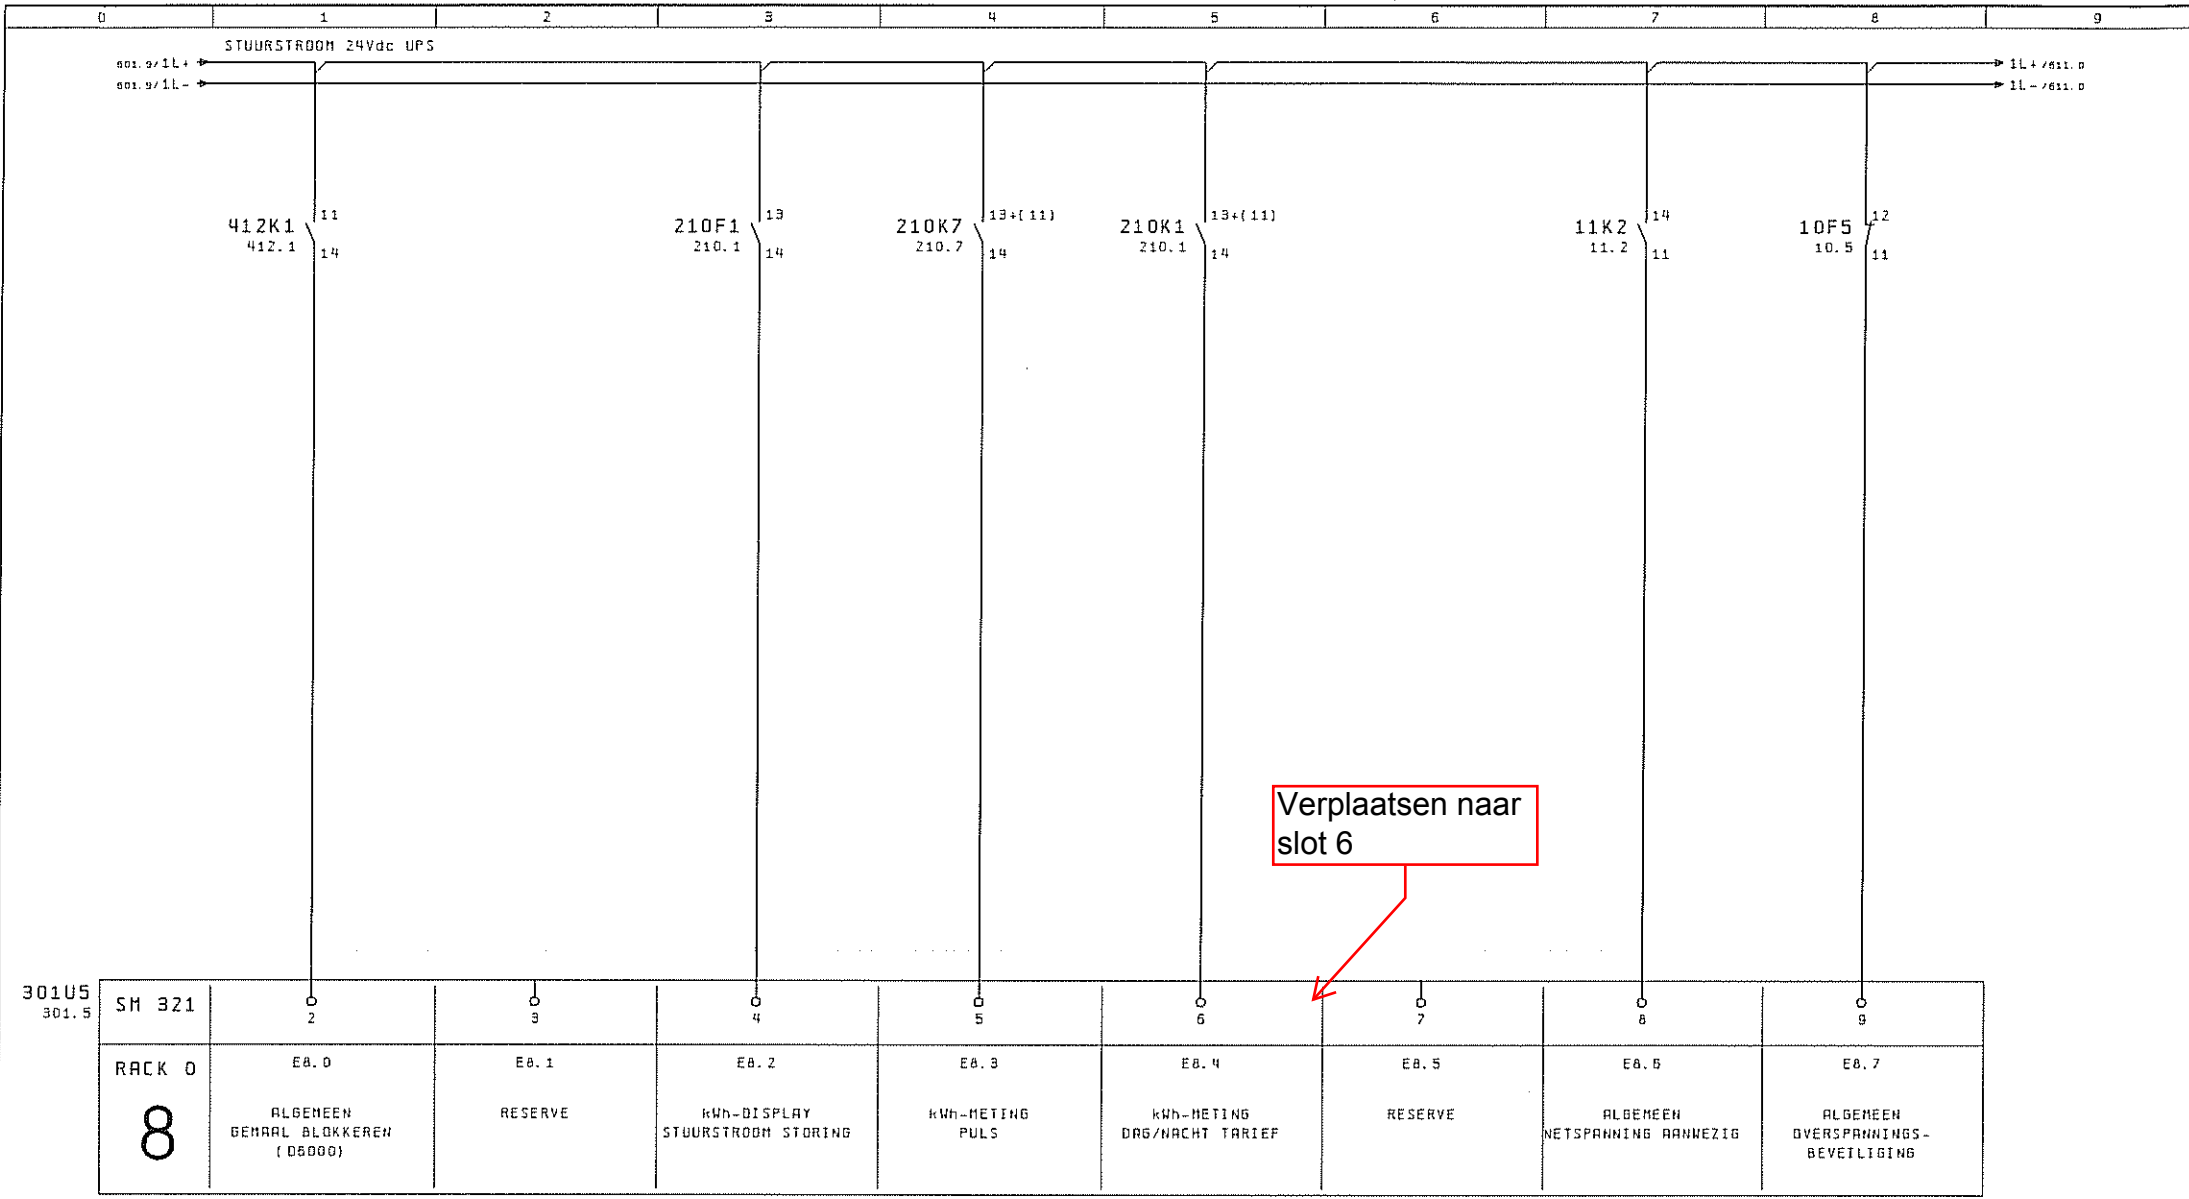 0 1 2 3 4 5 6 7 8 9
STUURSTROOM 24Vdc UPS
601.9/1L+ 1L+/611.0
601.9/1L- 1L-/611.0
412K1 11
412.1 14
210F1 13
210.1 14
210K7 13+(11)
210.7 14
210K1 13+(11)
210.1 14
11K2 14
11.2 11
10F5 12
10.5 11
Verplaatsen naar
slot 6
301U5
301.5
SM 321
2 3 4 5 6 7 8 9
RACK 0
8
E8.0 E8.1 E8.2 E8.3 E8.4 E8.5 E8.6 E8.7
ALGEMEEN
GEMAAL BLOKKEREN
(D5000)
RESERVE
kWh-DISPLAY
STUURSTROOM STORING
kWh-METING
PULS
kWh-METING
DAG/NACHT TARIEF
RESERVE
ALGEMEEN
NETSPANNING AANWEZIG
ALGEMEEN
OVERSPANNINGS-
BEVEILIGING